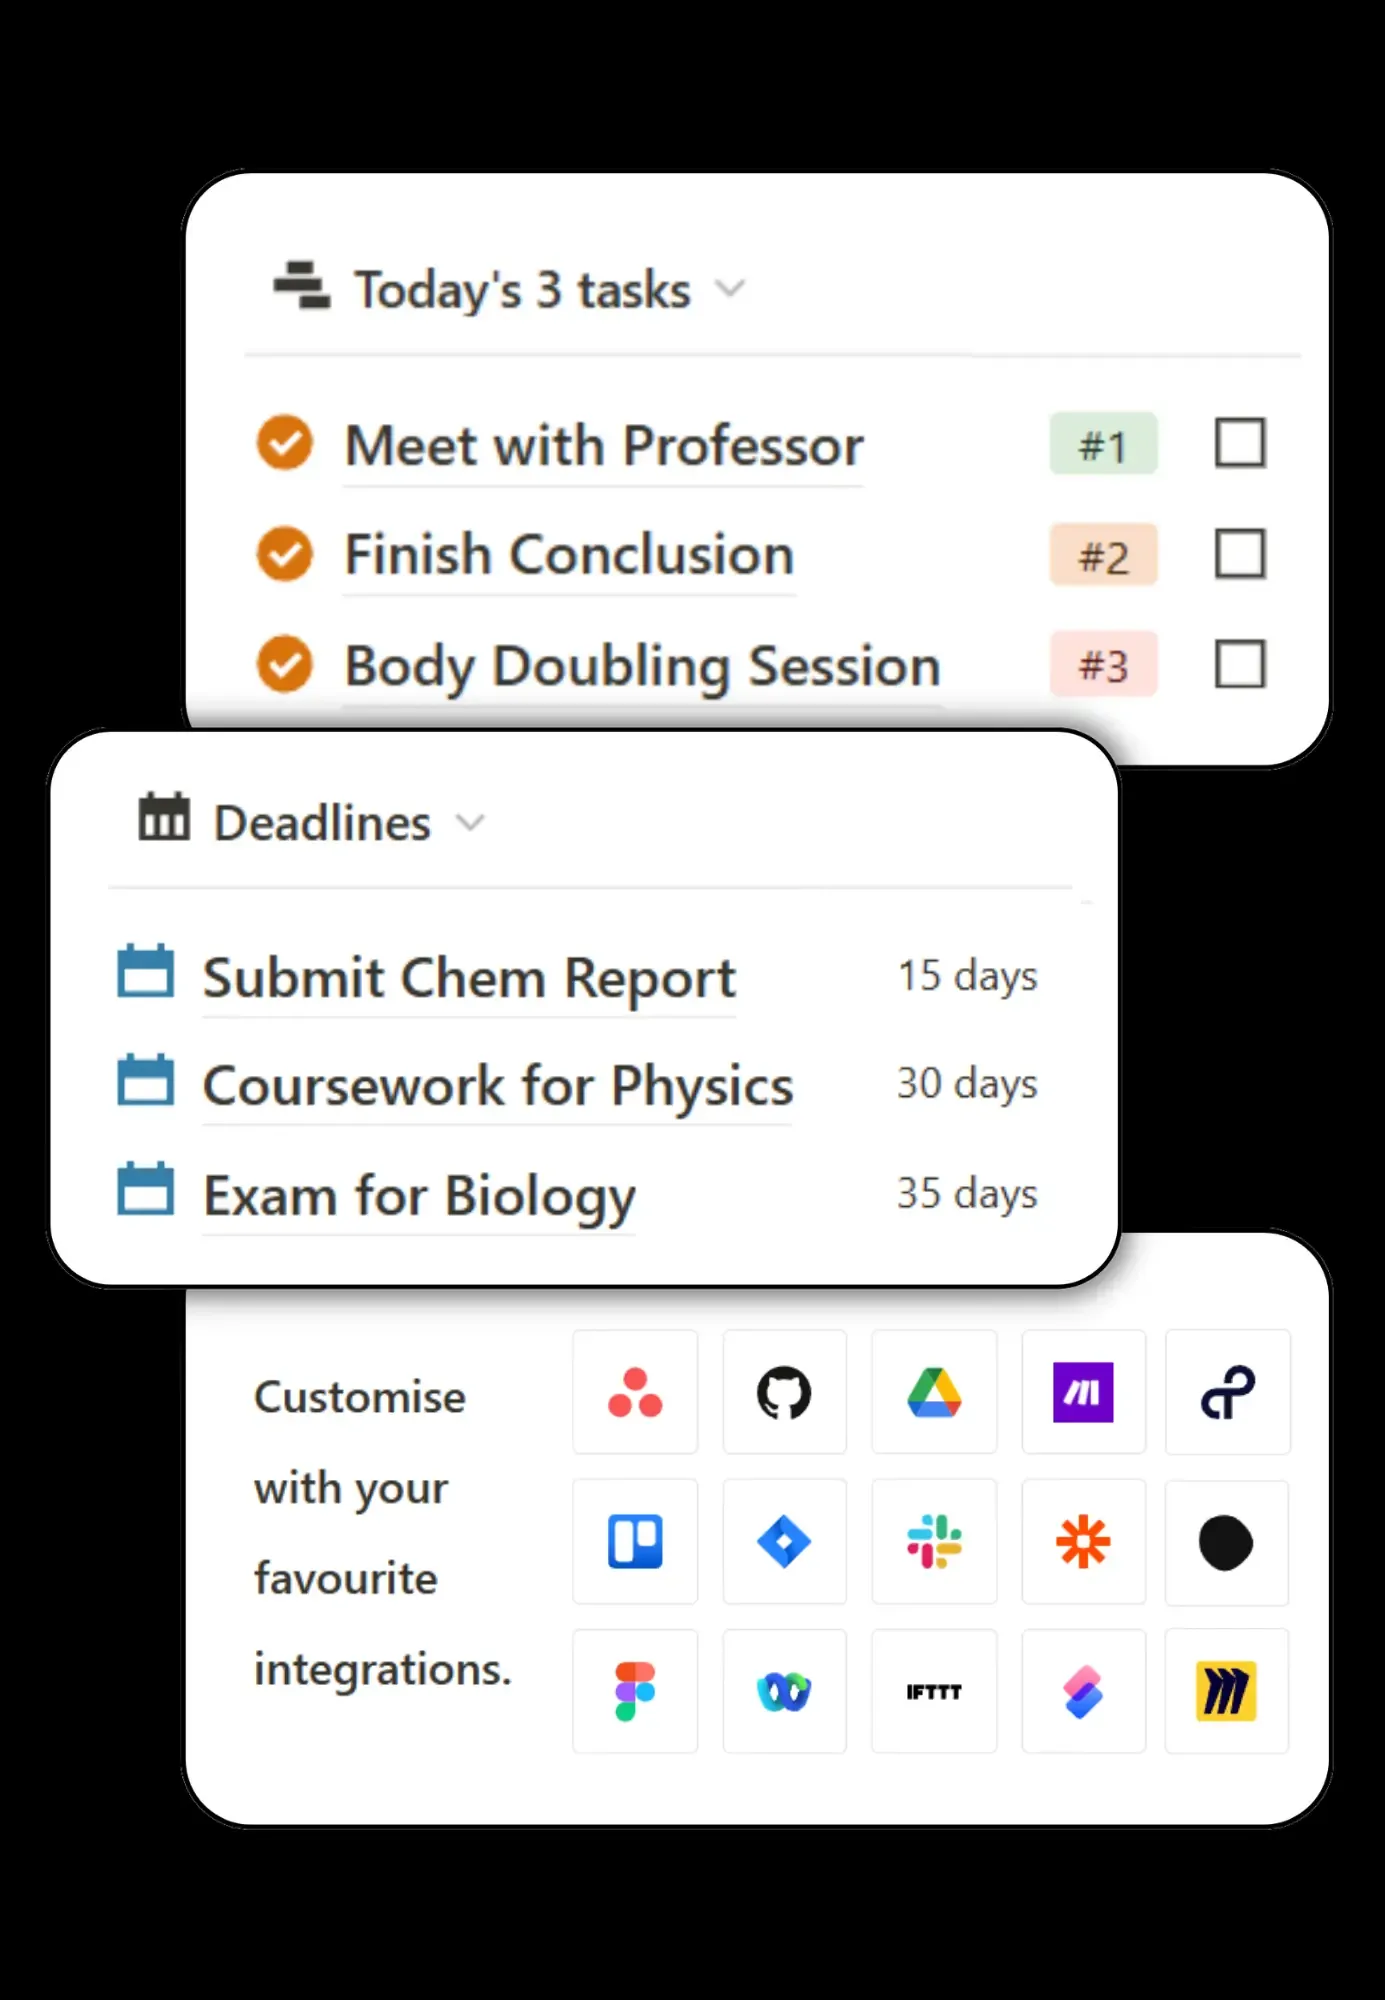 Today's 3 tasks
Meet with Professor #1
Finish Conclusion #2
Body Doubling Session #3
Deadlines
Submit Chem Report 15 days
Coursework for Physics 30 days
Exam for Biology 35 days
Customise
with your
favourite
integrations.
IFTTT